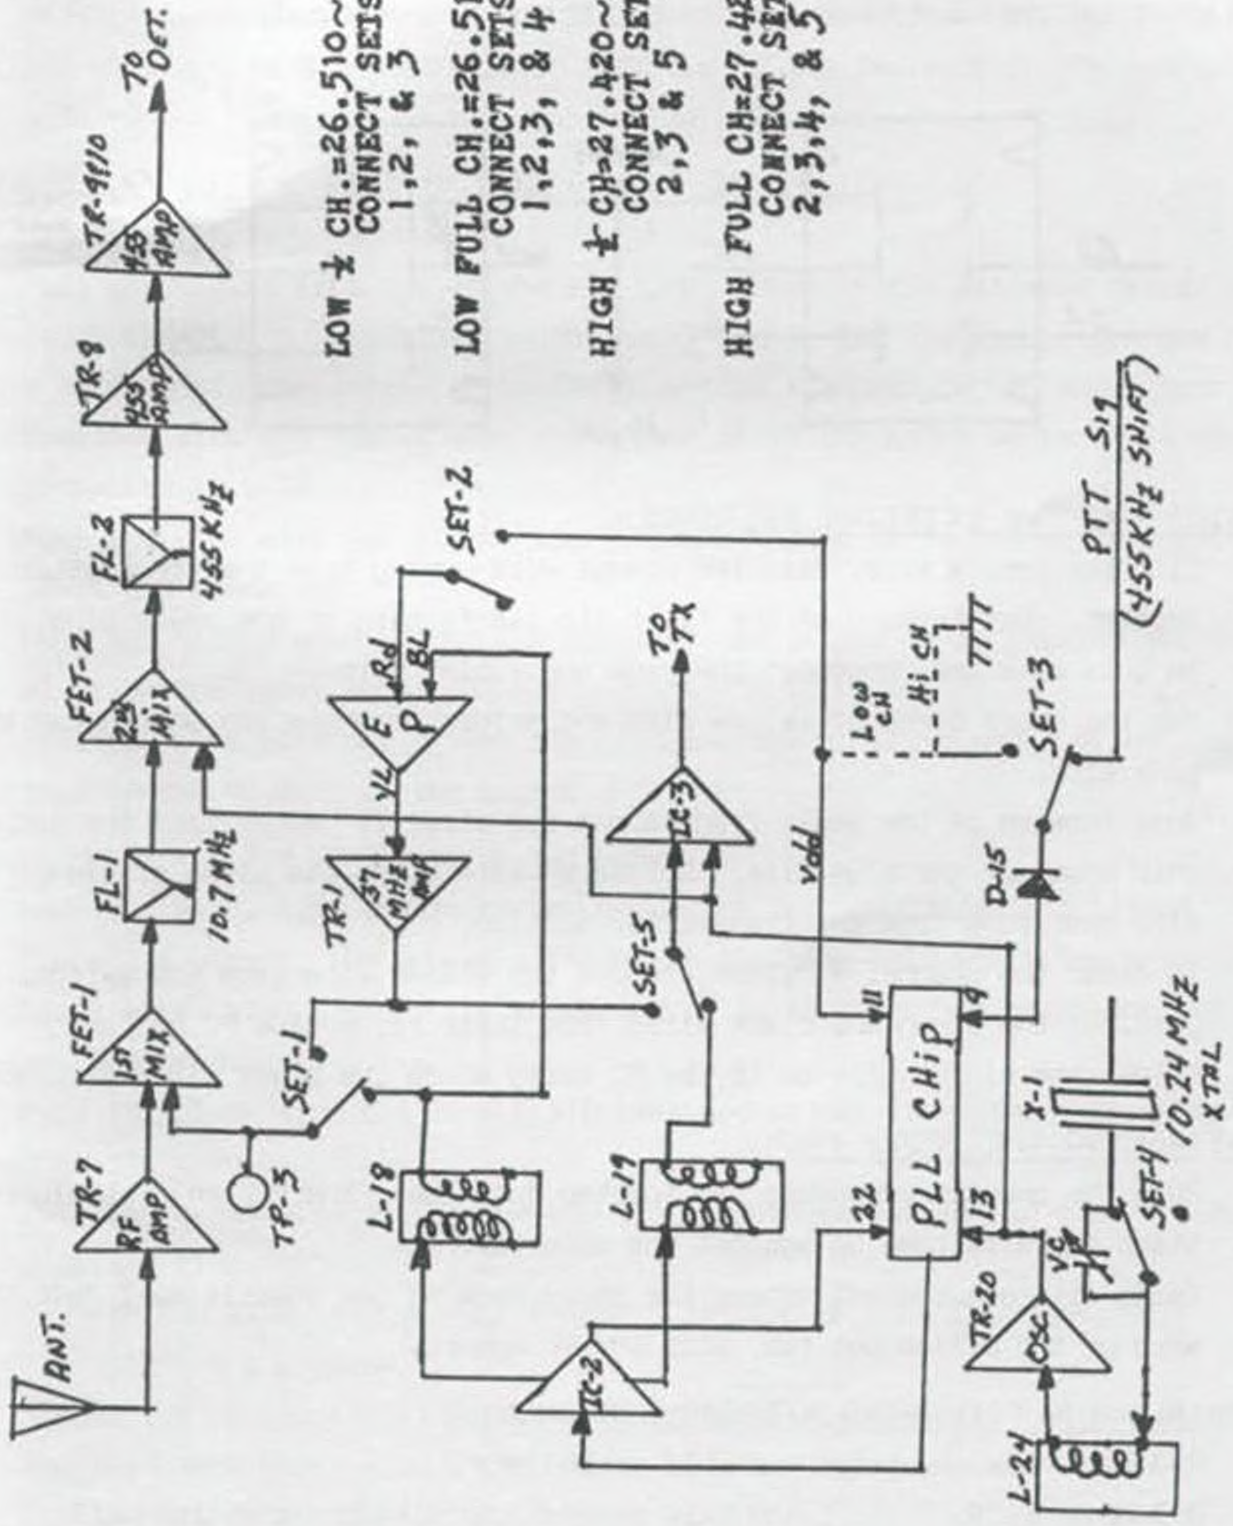 ANT.
TR-7
RF
AMP
FET-1
1ST
MIX
FL-1
10.7 MHZ
FET-2
2nd
MIX
FL-2
455 KHZ
TR-8
455
AMP
TR-9/10
455
AMP
TO
DET.
TP-3
SET-1
TR-1
37
MHZ
AMP
YL
E
P
Rd
BL
SET-2
L-18
L-19
SET-5
IC-2
IC-3
TO
TX
Vdd
LOW
CH
Hi CH
22
11
PLL CHip
13
9
D-15
SET-3
PTT Sig
(455KHZ SHIFT)
L-24
TR-20
OSC
VC
SET-4
X-1
10.24 MHZ
XTAL
LOW ½ CH.=26.510~
CONNECT SETS
1,2, & 3
LOW FULL CH.=26.51
CONNECT SETS
1,2,3, & 4
HIGH ½ CH=27.420~
CONNECT SET
2,3 & 5
HIGH FULL CH=27.42
CONNECT SET
2,3,4, & 5